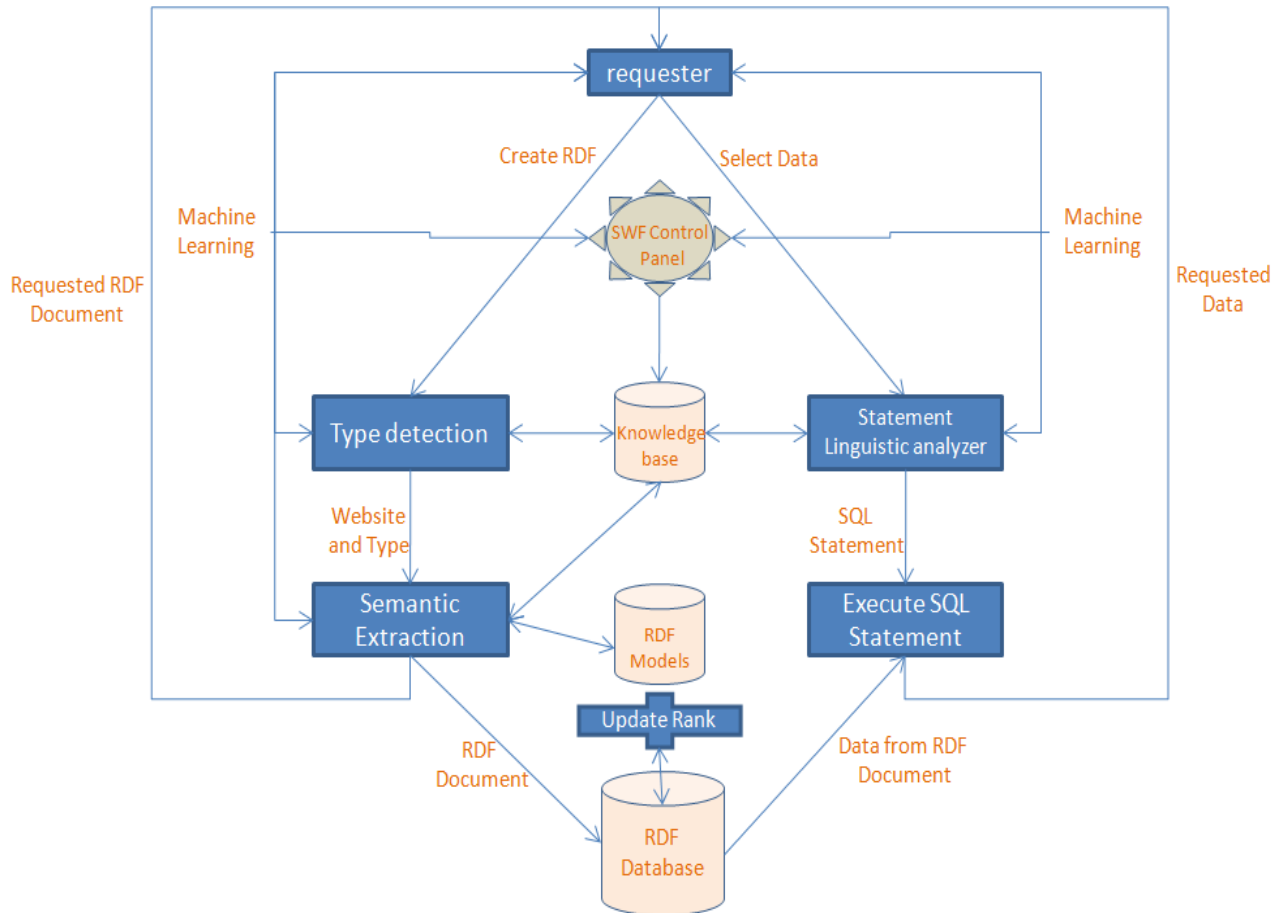 requester
Create RDF
Select Data
Machine
Learning
SWF Control
Panel
Machine
Learning
Requested RDF
Document
Requested
Data
Type detection
Knowledge
base
Statement
Linguistic analyzer
Website
and Type
SQL
Statement
Semantic
Extraction
RDF
Models
Execute SQL
Statement
Update Rank
RDF
Document
Data from RDF
Document
RDF
Database